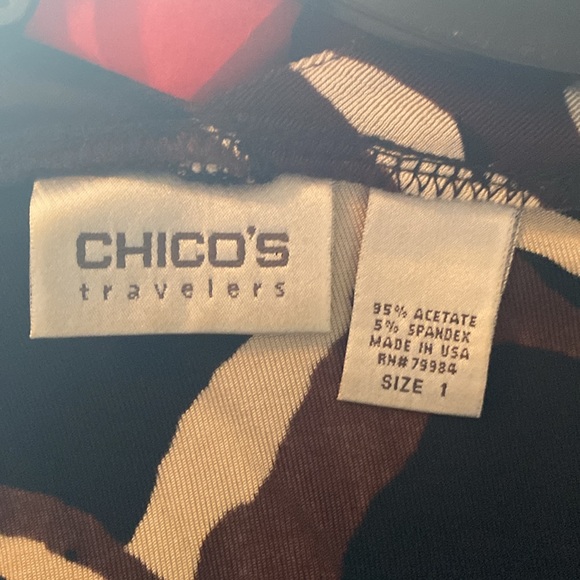 CHICO'S
travelers
95% ACETATE
5% SPANDEX
MADE IN USA
RN# 79984
SIZE 1